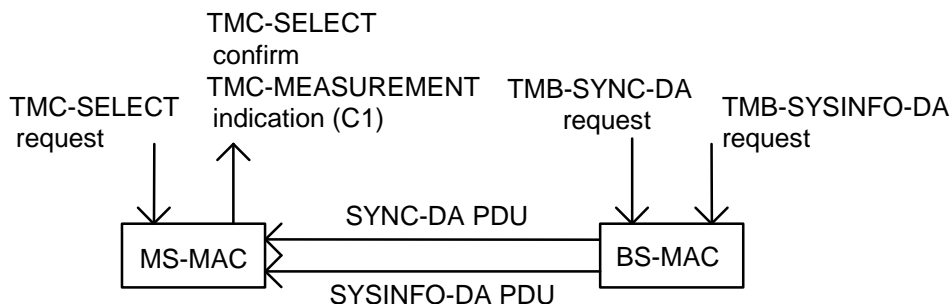 TMC-SELECT
confirm
TMC-MEASUREMENT
indication (C1)
TMC-SELECT
request
TMB-SYNC-DA
request
TMB-SYSINFO-DA
request
SYNC-DA PDU
MS-MAC
BS-MAC
SYSINFO-DA PDU